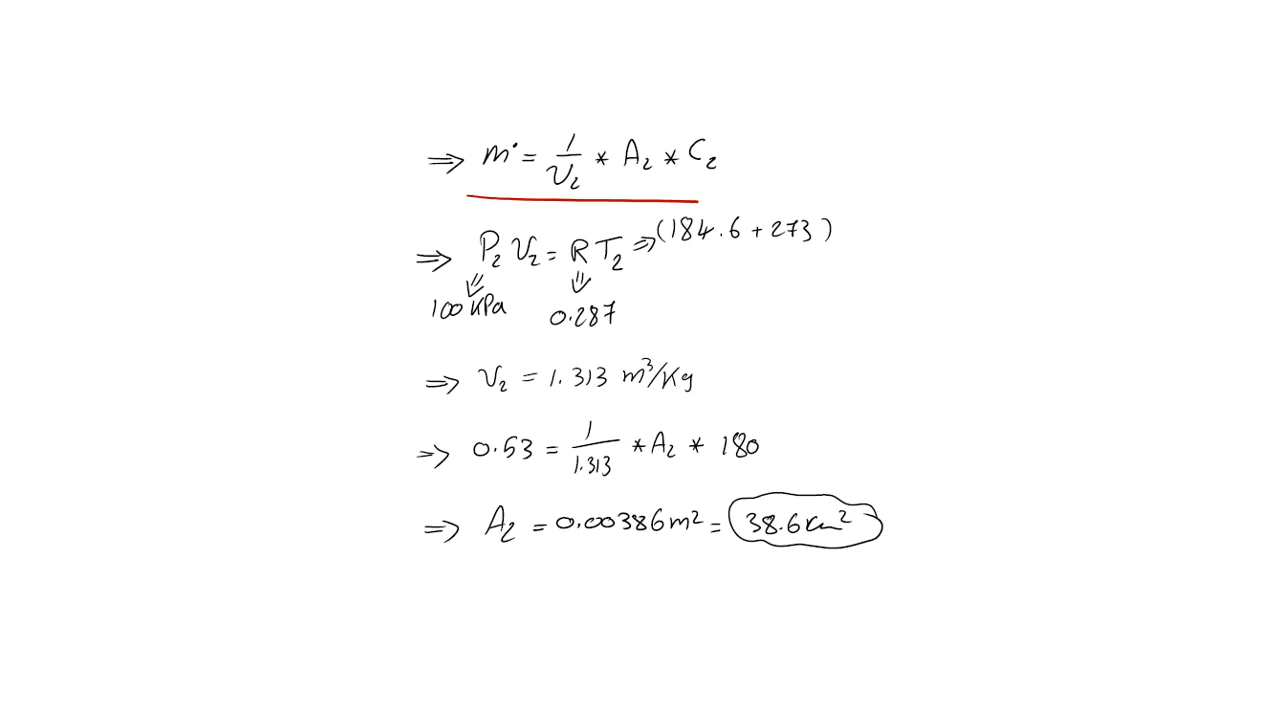 ⇒ m˙ = 1/v₂ * A₂ * C₂
⇒ P₂ v₂ = R T₂ ⇒ (184.6 + 273)
100 KPa 0.287
⇒ v₂ = 1.313 m³/Kg
⇒ 0.53 = 1/1.313 * A₂ * 180
⇒ A₂ = 0.00386 m² = 38.6 cm²